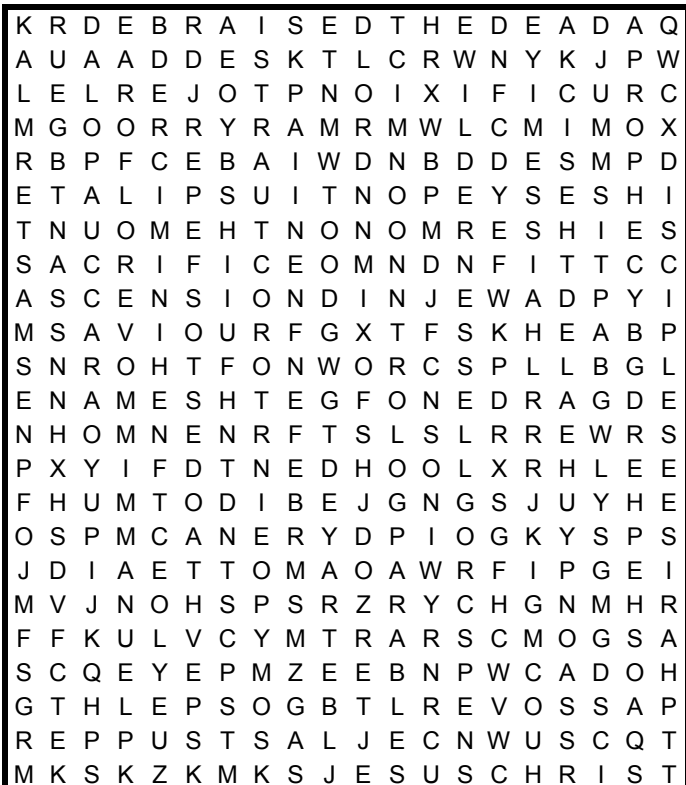 K R D E B R A I S E D T H E D E A D A Q
A U A A D D E S K T L C R W N Y K J P W
L E L R E J O T P N O I X I F I C U R C
M G O O R R Y R A M R M W L C M I M O X
R B P F C E B A I W D N B D D E S M P D
E T A L I P S U I T N O P E Y S E S H I
T N U O M E H T N O N O M R E S H I E S
S A C R I F I C E O M N D N F I T T C C
A S C E N S I O N D I N J E W A D P Y I
M S A V I O U R F G X T F S K H E A B P
S N R O H T F O N W O R C S P L L B G L
E N A M E S H T E G F O N E D R A G D E
N H O M N E N R F T S L S L R R E W R S
P X Y I F D T N E D H O O L X R H L E E
F H U M T O D I B E J G N G S J U Y H E
O S P M C A N E R Y D P I O G K Y S P S
J D I A E T T O M A O A W R F I P G E I
M V J N O H S P S R Z R Y C H G N M H R
F F K U L V C Y M T R A R S C M O G S A
S C Q E Y E P M Z E E B N P W C A D O H
G T H L E P S O G B T L R E V O S S A P
R E P P U S T S A L J E C N W U S C Q T
M K S K Z K M K S J E S U S C H R I S T